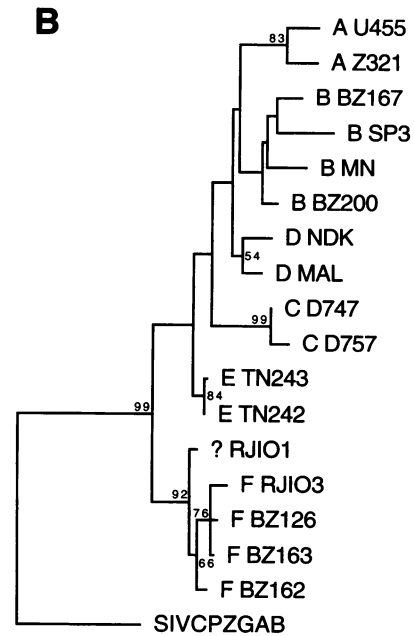 B
83
A U455
A Z321
B BZ167
B SP3
B MN
B BZ200
D NDK
54
D MAL
C D747
99
C D757
E TN243
84
E TN242
99
? RJIO1
92
F RJIO3
76
F BZ126
F BZ163
66
F BZ162
SIVCPZGAB